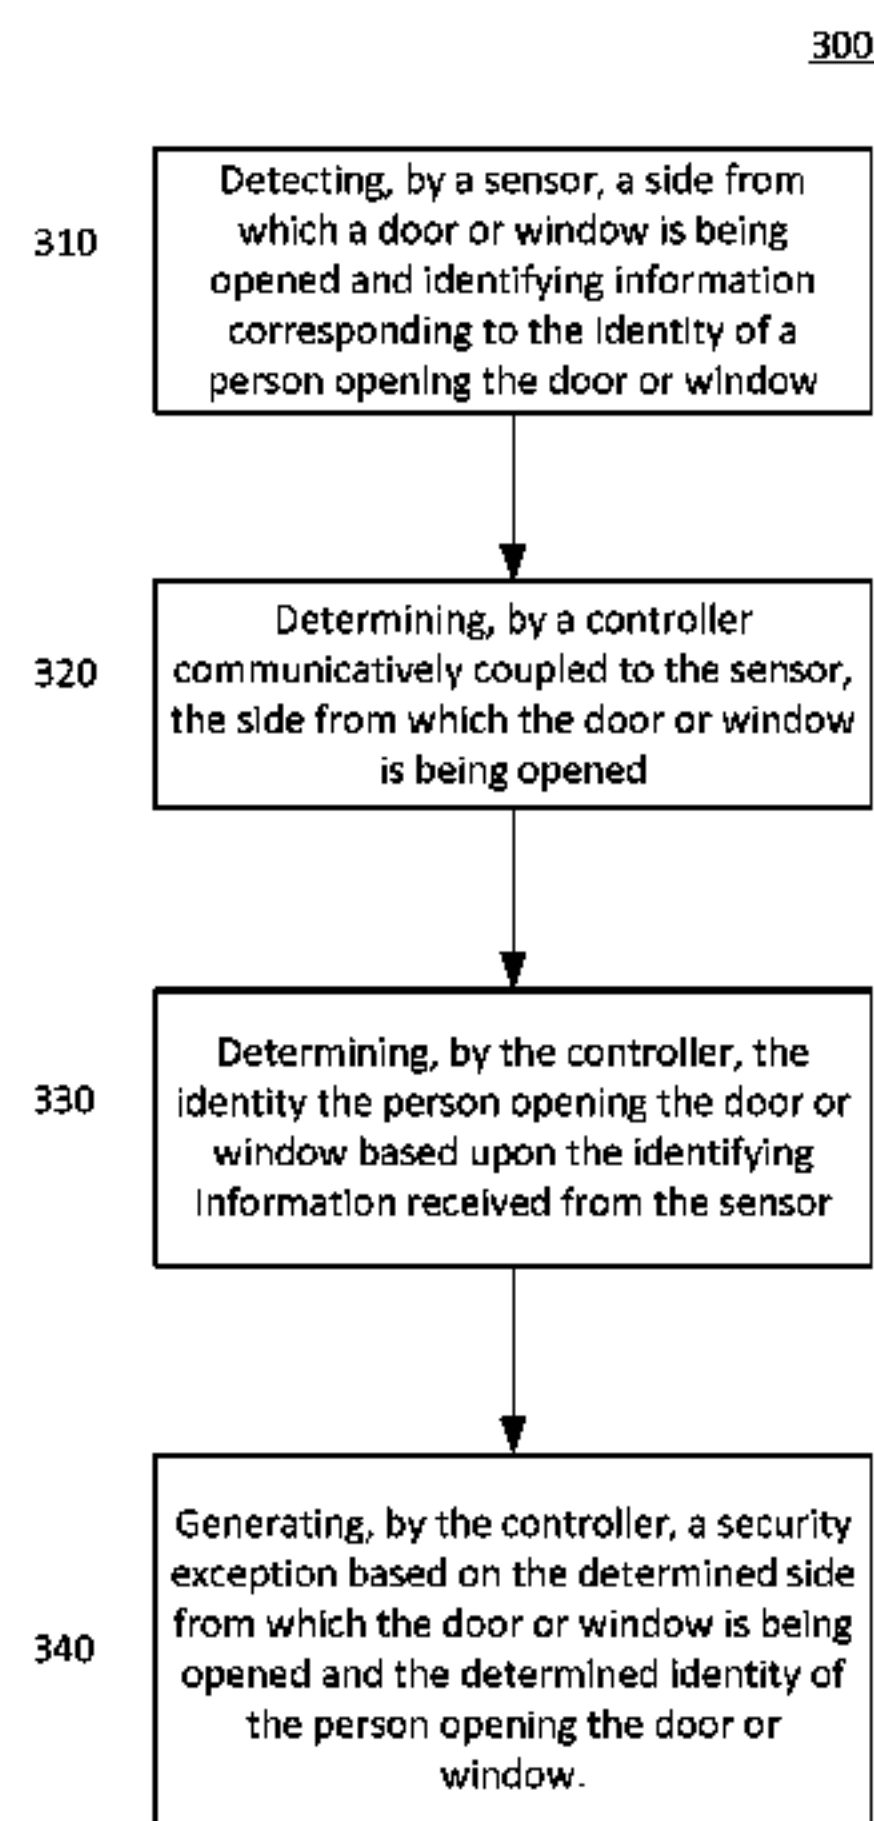 300
310
Detecting, by a sensor, a side from
which a door or window is being
opened and identifying information
corresponding to the identity of a
person opening the door or window
320
Determining, by a controller
communicatively coupled to the sensor,
the side from which the door or window
is being opened
330
Determining, by the controller, the
identity the person opening the door or
window based upon the identifying
information received from the sensor
340
Generating, by the controller, a security
exception based on the determined side
from which the door or window is being
opened and the determined identity of
the person opening the door or
window.